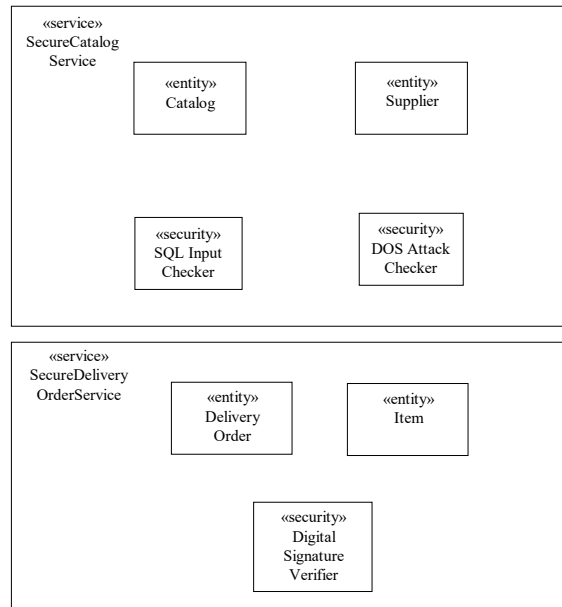 «service»
SecureCatalog
Service
«entity»
Catalog
«entity»
Supplier
«security»
SQL Input
Checker
«security»
DOS Attack
Checker
«service»
SecureDelivery
OrderService
«entity»
Delivery
Order
«entity»
Item
«security»
Digital
Signature
Verifier